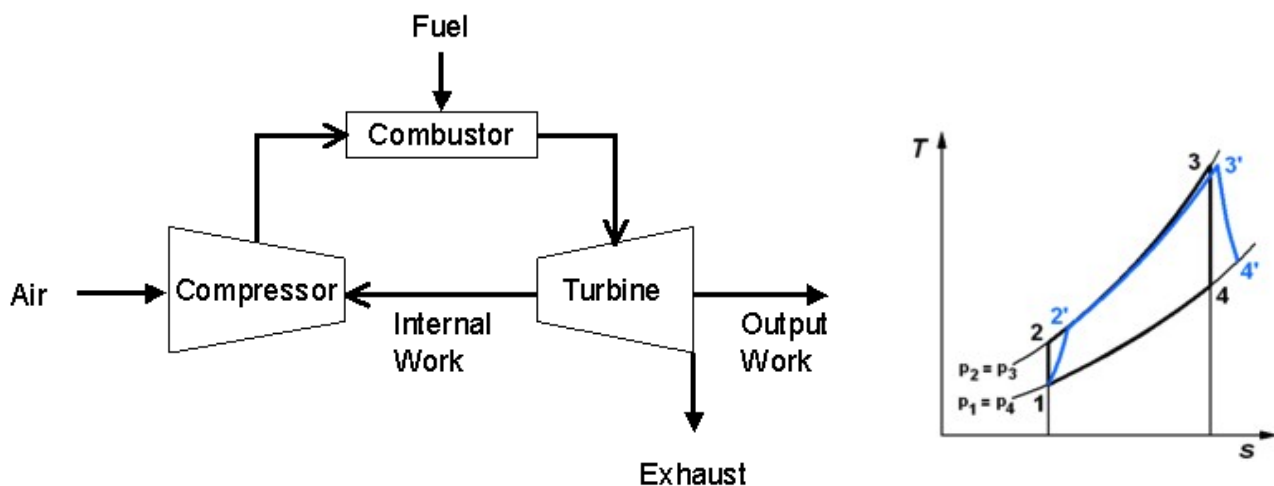 Fuel
Combustor
Air
Compressor
Turbine
Internal
Work
Output
Work
Exhaust
T
3
3'
4'
4
2
2'
p₂ = p₃
p₁ = p₄
1
s